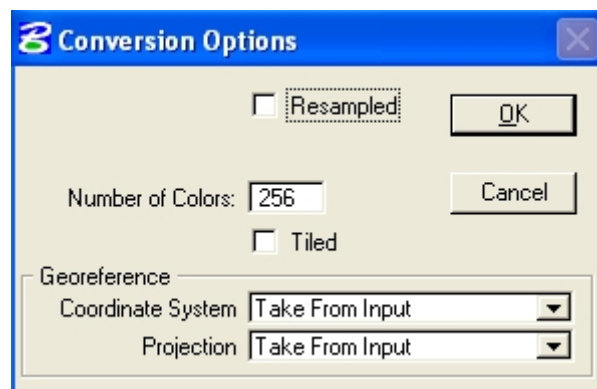 Conversion Options
Resampled
OK
Number of Colors: 256
Cancel
Tiled
Georeference
Coordinate System Take From Input
Projection Take From Input